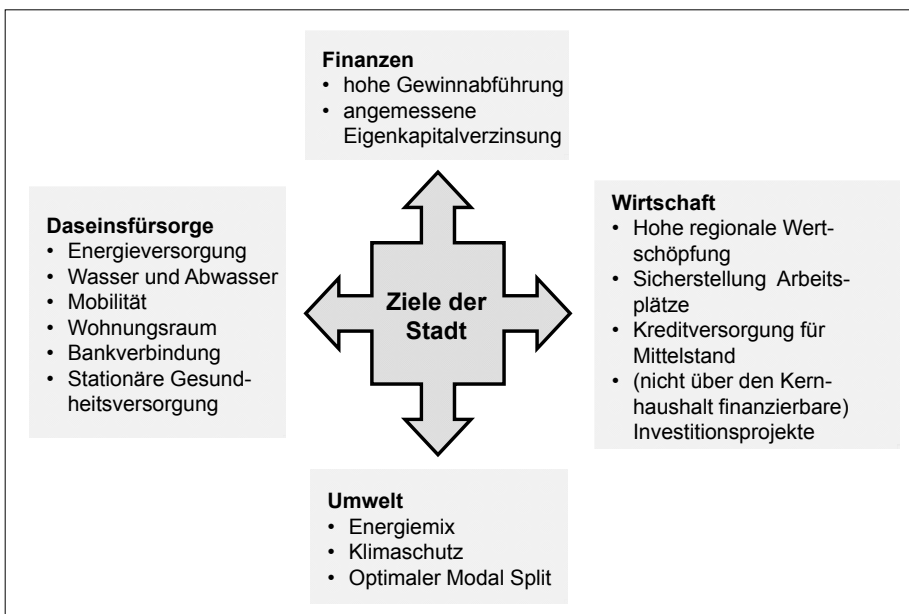 Finanzen
• hohe Gewinnabführung
• angemessene
Eigenkapitalverzinsung
Daseinsfürsorge
• Energieversorgung
• Wasser und Abwasser
• Mobilität
• Wohnungsraum
• Bankverbindung
• Stationäre Gesund-
heitsversorgung
Ziele der
Stadt
Wirtschaft
• Hohe regionale Wert-
schöpfung
• Sicherstellung Arbeits-
plätze
• Kreditversorgung für
Mittelstand
• (nicht über den Kern-
haushalt finanzierbare)
Investitionsprojekte
Umwelt
• Energiemix
• Klimaschutz
• Optimaler Modal Split